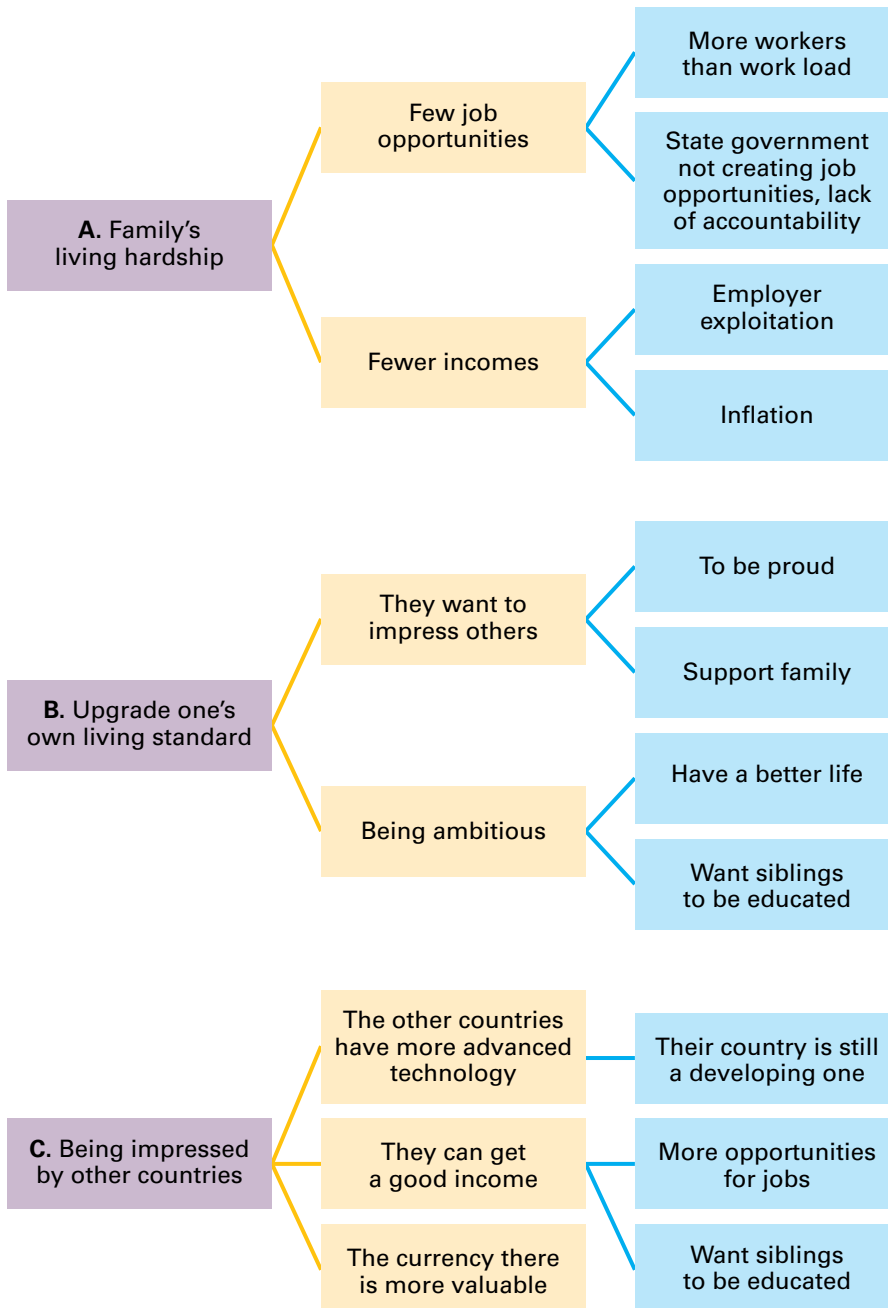 A. Family’s
living hardship
Few job
opportunities
More workers
than work load
State government
not creating job
opportunities, lack
of accountability
Fewer incomes
Employer
exploitation
Inflation
B. Upgrade one’s
own living standard
They want to
impress others
To be proud
Support family
Being ambitious
Have a better life
Want siblings
to be educated
C. Being impressed
by other countries
The other countries
have more advanced
technology
Their country is still
a developing one
They can get
a good income
More opportunities
for jobs
Want siblings
to be educated
The currency there
is more valuable